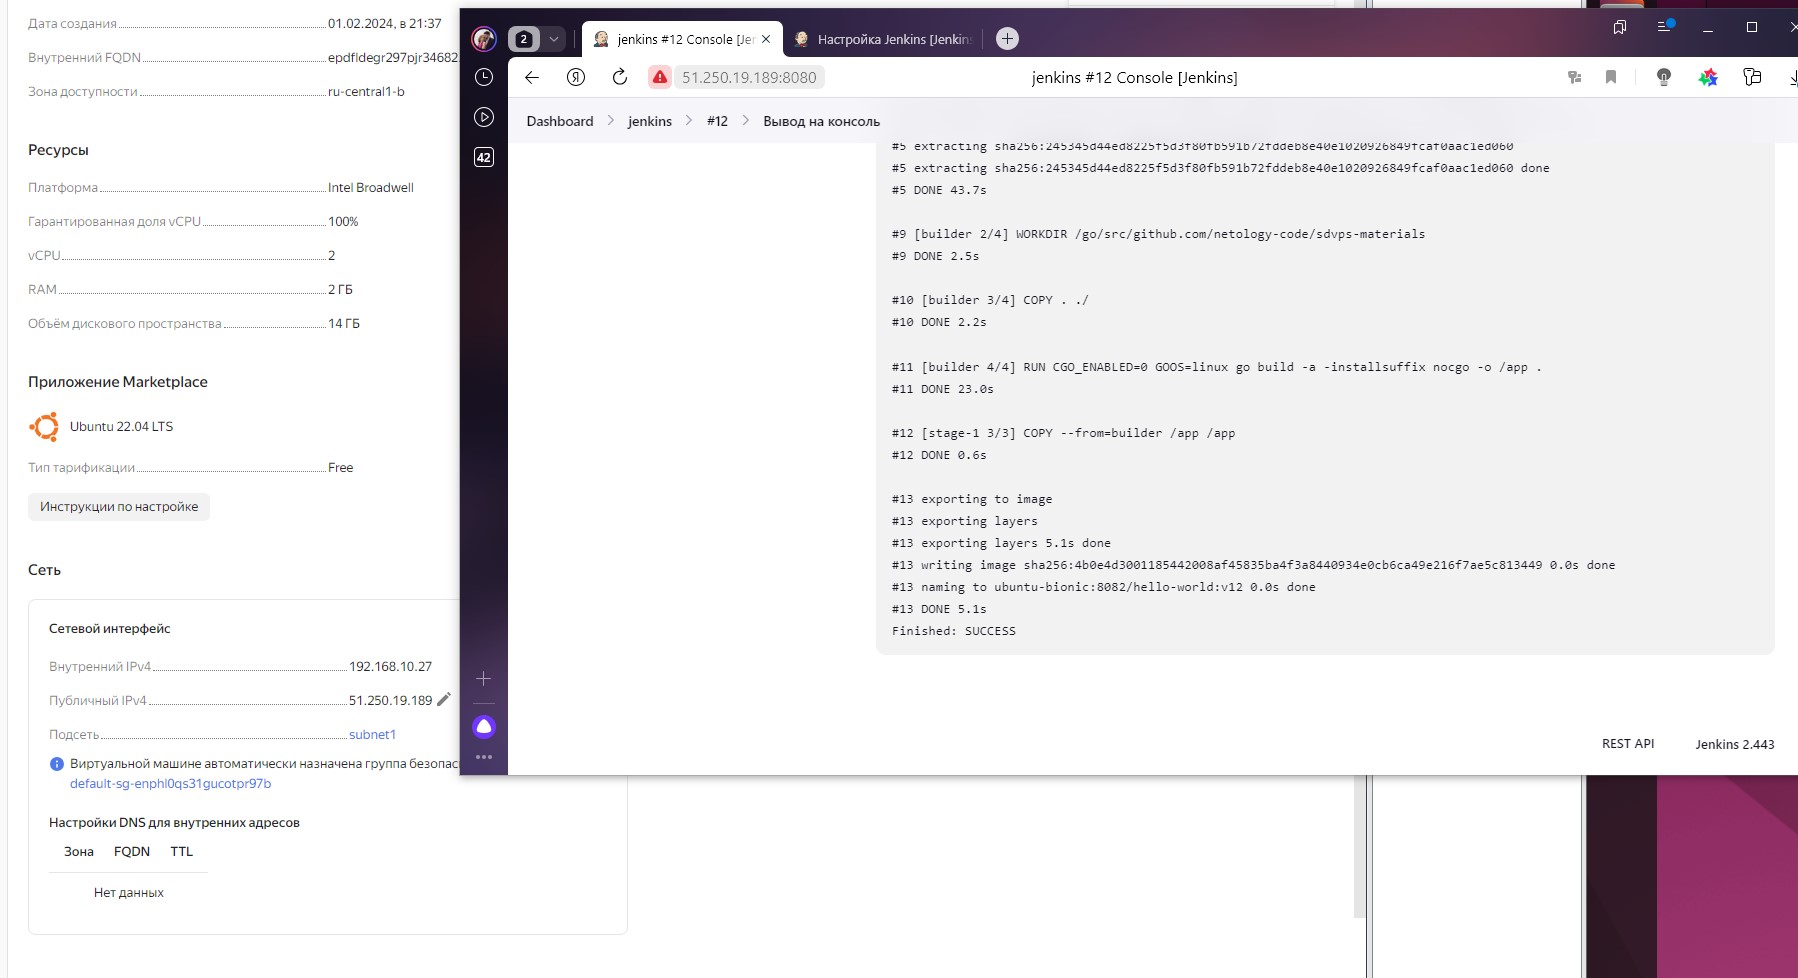 Дата создания 01.02.2024, в 21:37
Внутренний FQDN epdfldegr297pjr34682
Зона доступности ru-central1-b
Ресурсы
Платформа Intel Broadwell
Гарантированная доля vCPU 100%
vCPU 2
RAM 2 ГБ
Объём дискового пространства 14 ГБ
Приложение Marketplace
Ubuntu 22.04 LTS
Тип тарификации Free
Инструкции по настройке
Сеть
Сетевой интерфейс
Внутренний IPv4 192.168.10.27
Публичный IPv4 51.250.19.189
Подсеть subnet1
Виртуальной машине автоматически назначена группа безопас
default-sg-enphl0qs31gucotpr97b
Настройки DNS для внутренних адресов
Зона FQDN TTL
Нет данных
2
jenkins #12 Console [Jer
Настройка Jenkins [Jenkins
51.250.19.189:8080
jenkins #12 Console [Jenkins]
42
Dashboard
jenkins
#12
Вывод на консоль
#5 extracting sha256:245345d44ed8225f5d3f80fb591b72fddeb8e40e1020926849fcaf0aac1ed060
#5 extracting sha256:245345d44ed8225f5d3f80fb591b72fddeb8e40e1020926849fcaf0aac1ed060 done
#5 DONE 43.7s
#9 [builder 2/4] WORKDIR /go/src/github.com/netology-code/sdvps-materials
#9 DONE 2.5s
#10 [builder 3/4] COPY . ./
#10 DONE 2.2s
#11 [builder 4/4] RUN CGO_ENABLED=0 GOOS=linux go build -a -installsuffix nocgo -o /app .
#11 DONE 23.0s
#12 [stage-1 3/3] COPY --from=builder /app /app
#12 DONE 0.6s
#13 exporting to image
#13 exporting layers
#13 exporting layers 5.1s done
#13 writing image sha256:4b0e4d3001185442008af45835ba4f3a8440934e0cb6ca49e216f7ae5c813449 0.0s done
#13 naming to ubuntu-bionic:8082/hello-world:v12 0.0s done
#13 DONE 5.1s
Finished: SUCCESS
REST API
Jenkins 2.443